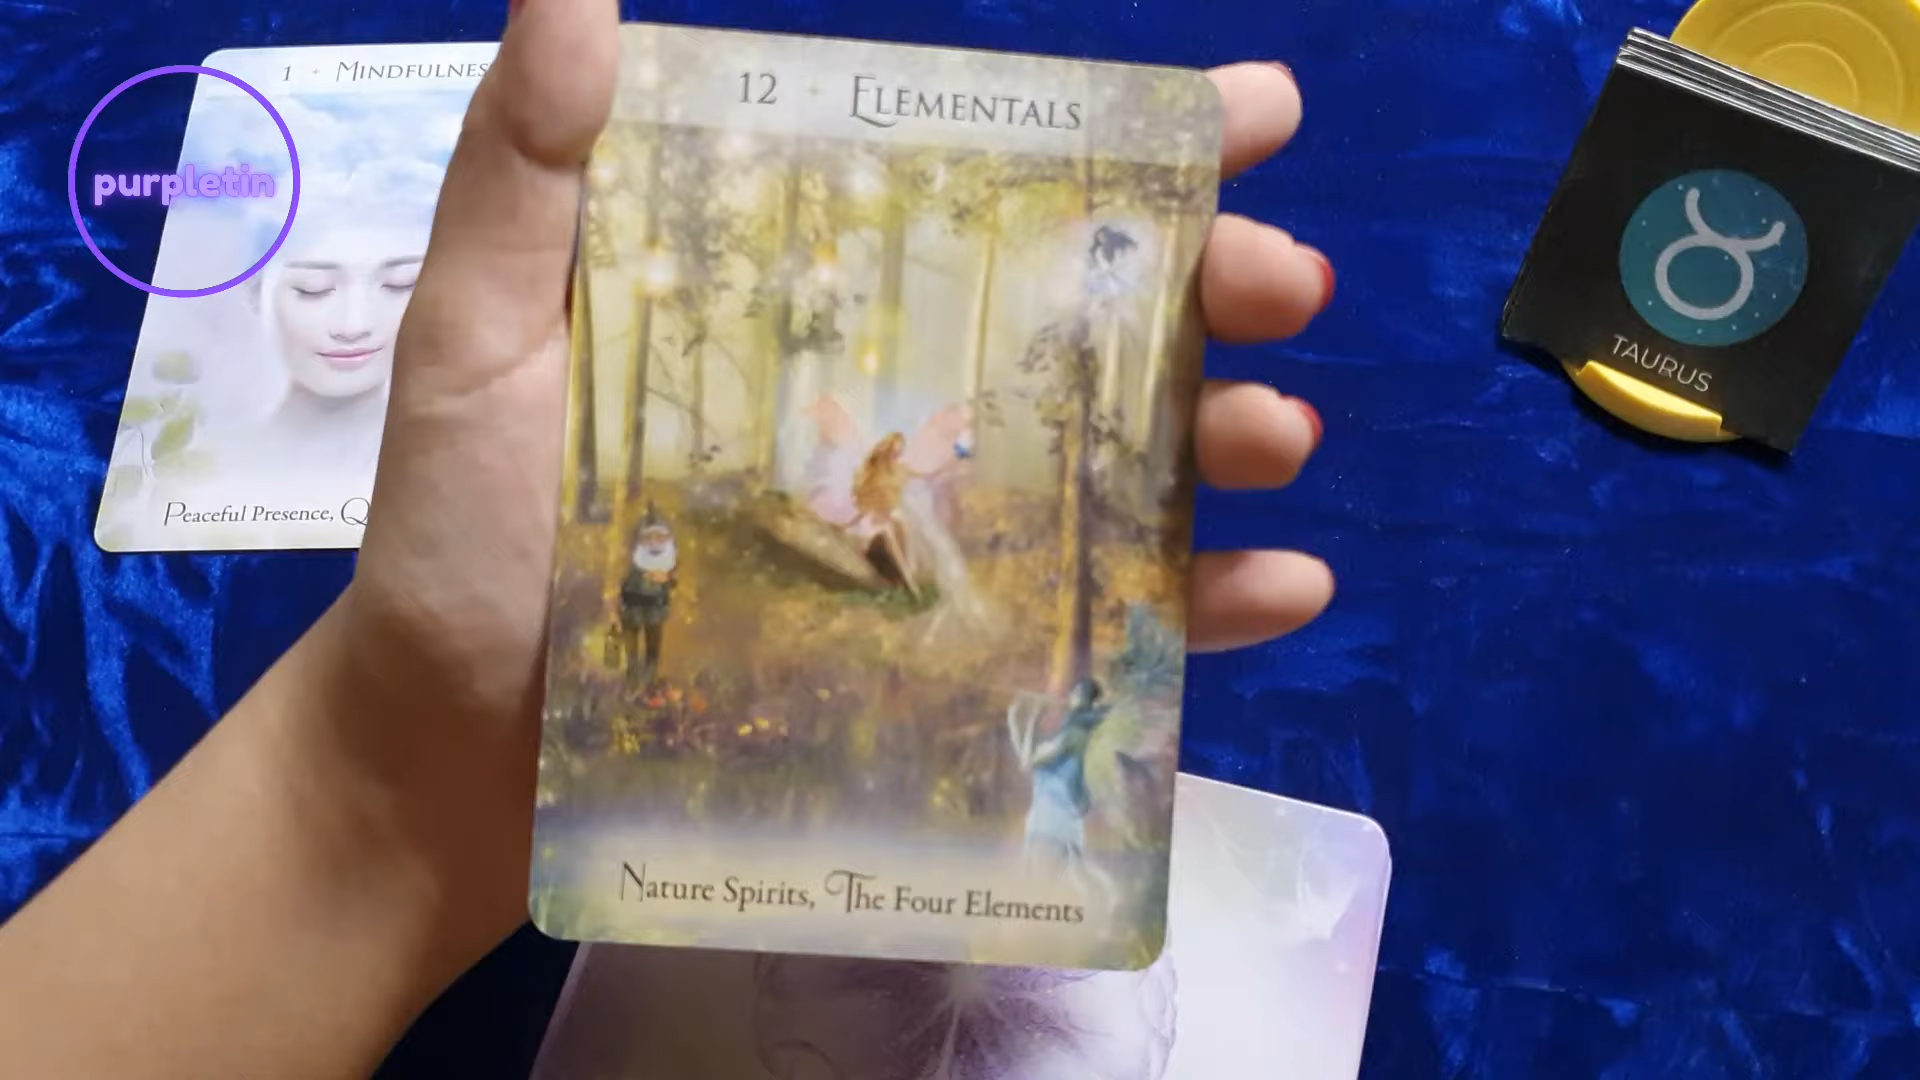 1 + MINDFULNES
purpletin
Peaceful Presence, Q
12 + ELEMENTALS
Nature Spirits, The Four Elements
TAURUS